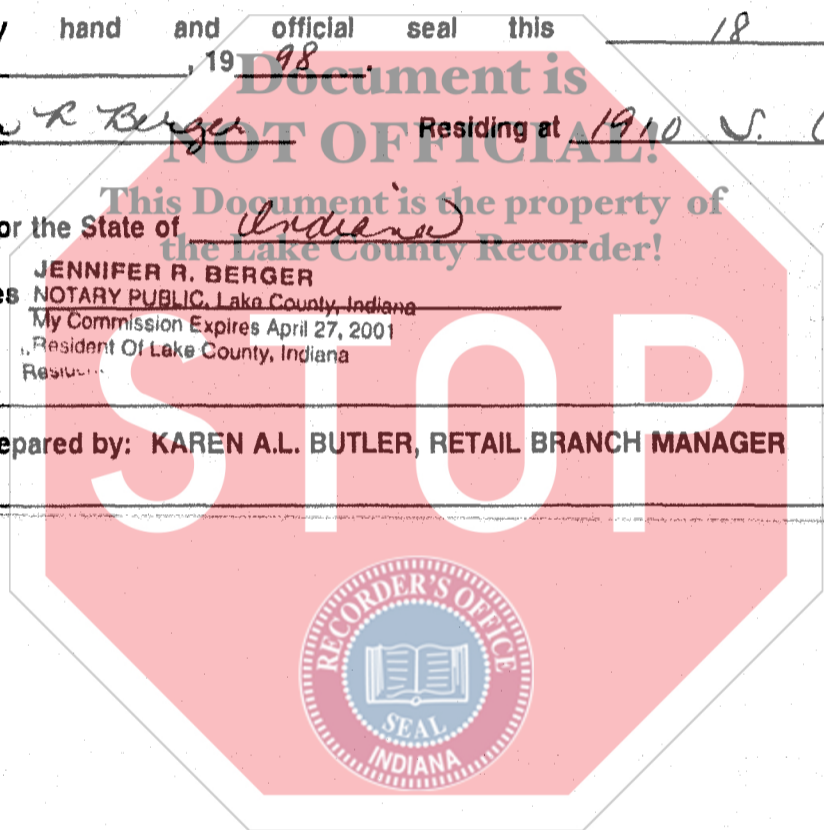 hand and official seal this 18
, 19 98.
Document is
R Berger Residing at 1910 S.
NOT OFFICIAL!
This Document is the property of
or the State of Indiana
the Lake County Recorder!
JENNIFER R. BERGER
NOTARY PUBLIC, Lake County, Indiana
My Commission Expires April 27, 2001
Resident Of Lake County, Indiana
epared by: KAREN A.L. BUTLER, RETAIL BRANCH MANAGER
STOP
RECORDER'S OFFICE
SEAL
INDIANA